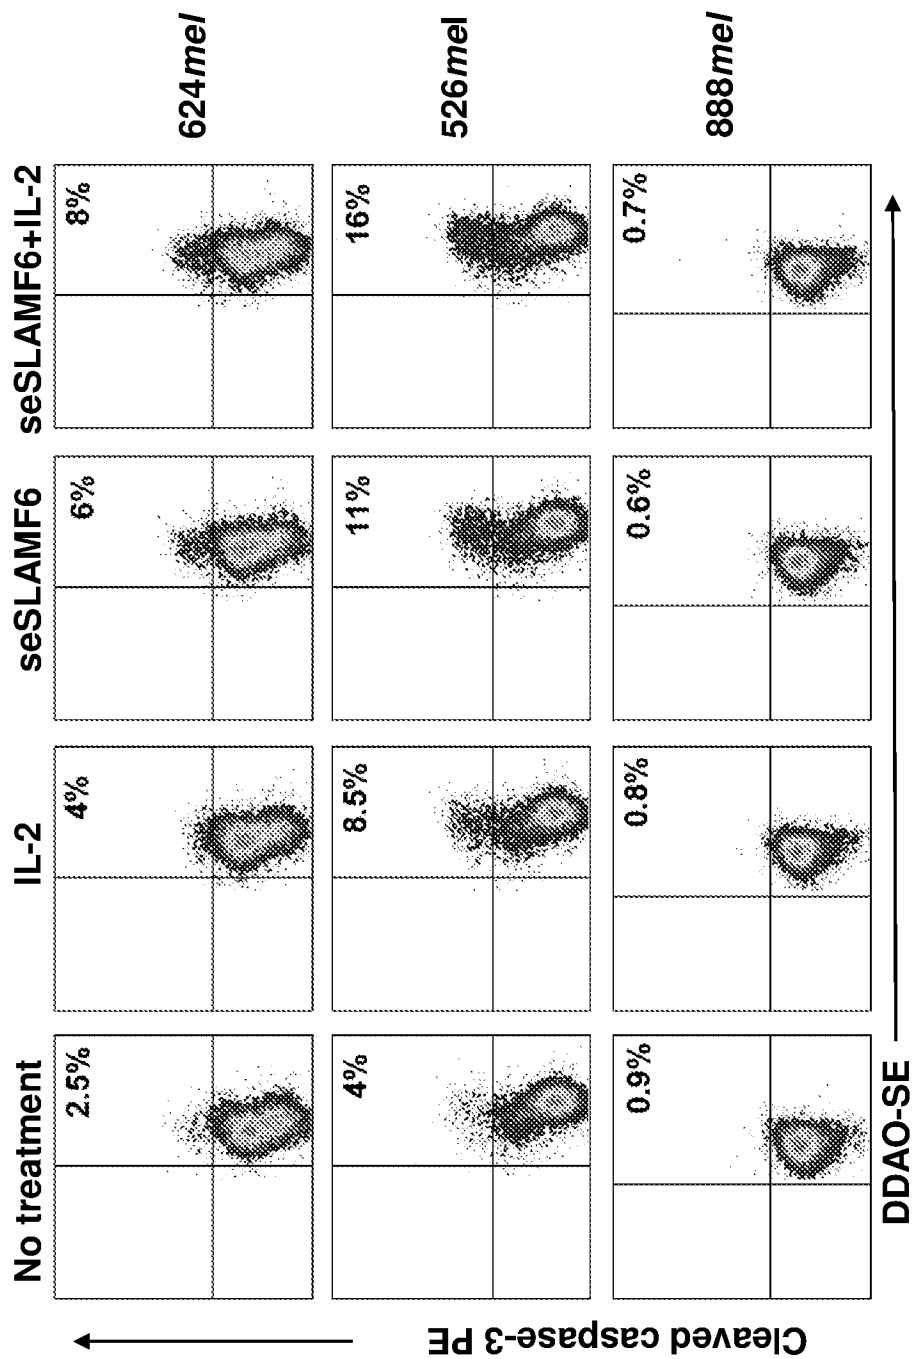 No treatment
IL-2
seSLAMF6
seSLAMF6+IL-2
2.5%
4%
6%
8%
624mel
4%
8.5%
11%
16%
526mel
0.9%
0.8%
0.6%
0.7%
888mel
Cleaved caspase-3 PE
DDAO-SE